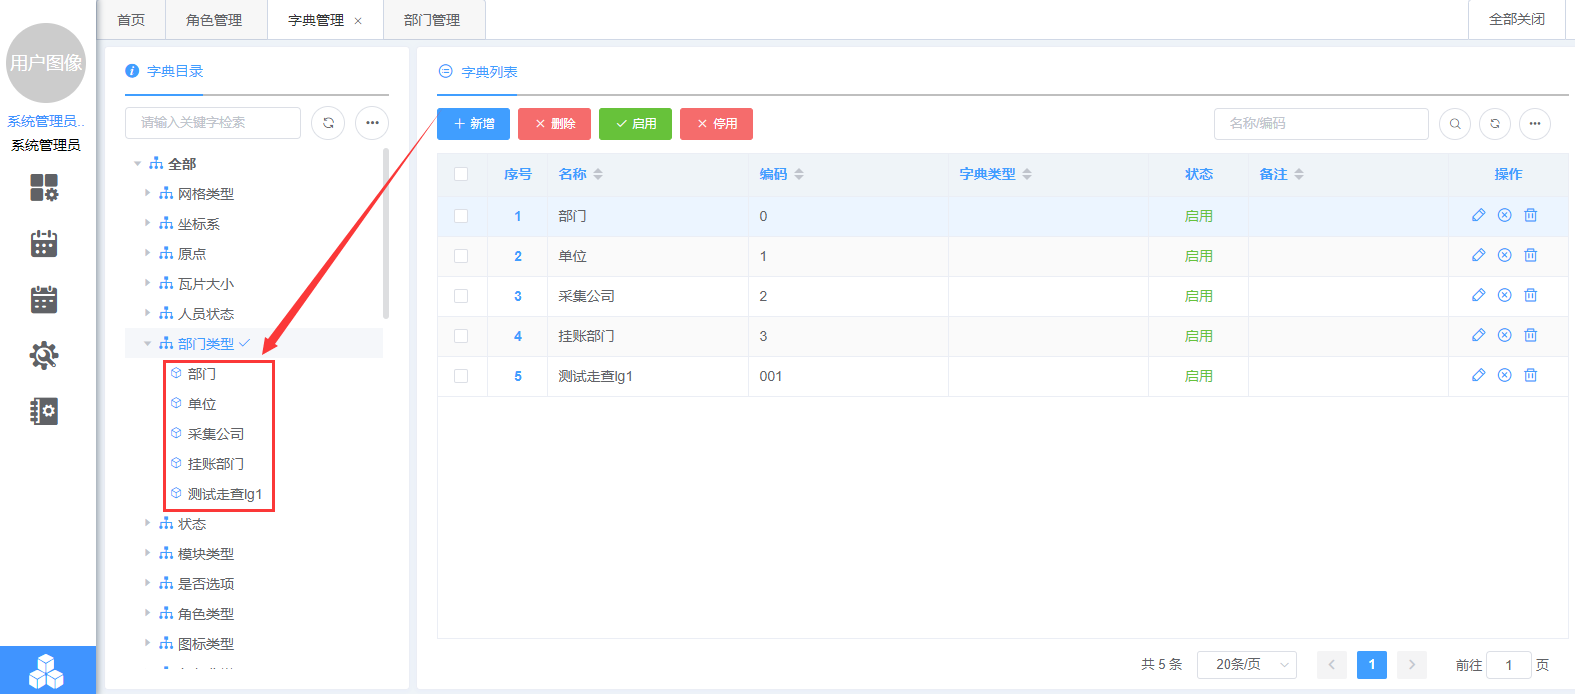 首页 角色管理 字典管理 × 部门管理 全部关闭
用户图像
系统管理员..
系统管理员
字典目录
请输入关键字检索
全部
网格类型
坐标系
原点
瓦片大小
人员状态
部门类型
部门
单位
采集公司
挂账部门
测试走查lg1
状态
模块类型
是否选项
角色类型
图标类型
字典列表
新增 删除 启用 停用 名称/编码
序号 名称 编码 字典类型 状态 备注 操作
1 部门 0 启用
2 单位 1 启用
3 采集公司 2 启用
4 挂账部门 3 启用
5 测试走查lg1 001 启用
共 5 条 20条/页 1 前往 1 页